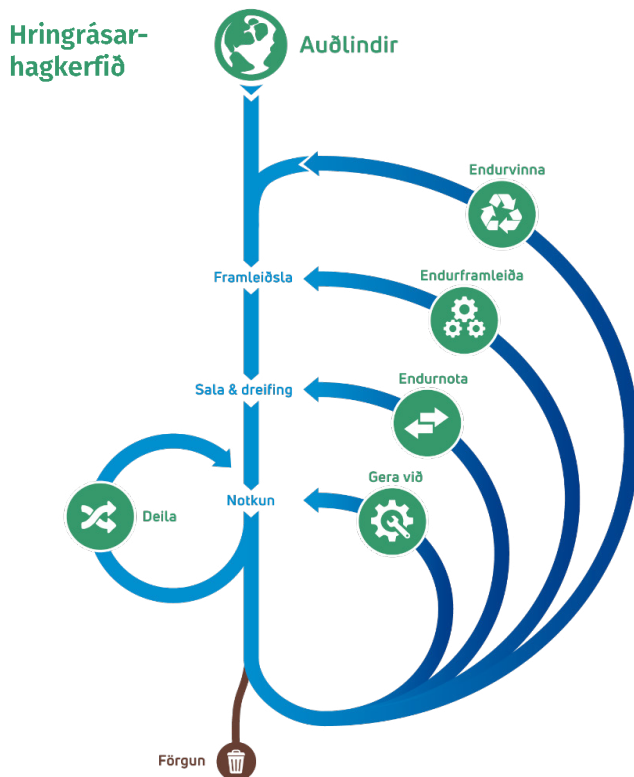 Hringrásar-
hagkerfið
Auðlindir
Endurvinna
Framleiðsla
Endurframleiða
Sala & dreifing
Endurnota
Gera við
Notkun
Deila
Förgun